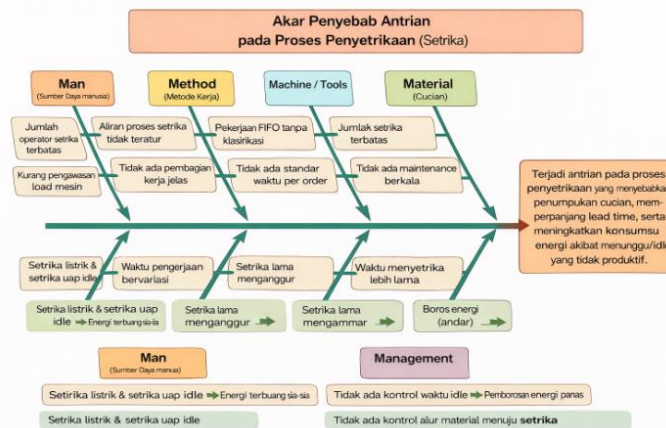 Akar Penyebab Antrian
pada Proses Penyetrikaan (Setrika)
Man
(Sumber Daya manusia)
Method
(Metode Kerja)
Machine / Tools
Material
(Cucian)
Jumlah
operator setrika
terbatas
Aliran proses setrika
tidak teratur
Pekerjaan FIFO tanpa
klasirikasi
Jumlak setrika
terbatas
Kurang pengawasan
load mesin
Tidak ada pembagian
kerja jelas
Tidak ada standar
waktu per order
Tidak ada maintenance
berkala
Terjadi antrian pada proses
penyetrikaan yang menyebabkan
penumpukan cucian, mem-
perpanjang lead time, serta
meningkatkan konsumsu
energi akibat menunggu/idle
yang tidak produktif.
Setrika listrik &
setrika uap idle
Waktu pengerjaan
bervariasi
Setrika lama
menganggur
Waktu menyetrika
lebih lama
Setrika listrik & setrika uap
idle → Energi terbuang sia-la
Setrika lama
menganggur →
Setrika lama
mengammar →
Boros energi
(andar) →
Man
(Sumber Daya manua)
Management
Setirika listrik & setrika uap idle → Energi terbuang sia-sia
Tidak ada kontrol waktu idle → Pemborosan energi panas
Setrika listrik & setrika uap idle
Tidak ada kontrol alur material menuju setrika